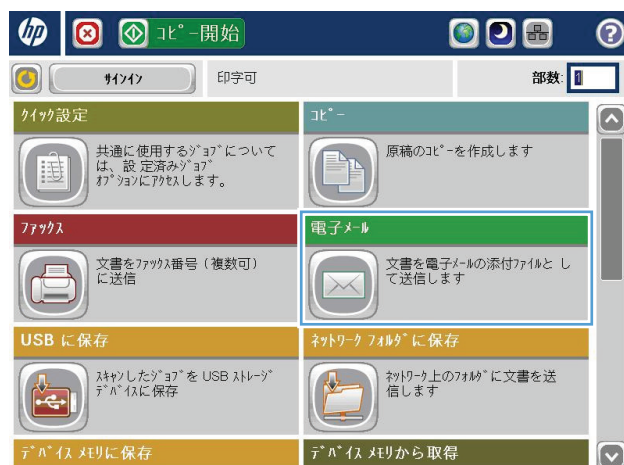 hp
ｺﾋﾟｰ開始
?
ｻｲﾝｲﾝ
印字可
部数: 1
ｸｲｯｸ設定
共通に使用するｼﾞｮﾌﾞについて
は、設 定済みｼﾞｮﾌﾞ
ｵﾌﾟｼｮﾝにｱｸｾｽしま
す。
ｺﾋﾟｰ
原稿のｺﾋﾟｰを作成します
ﾌｧｯｸｽ
文書をﾌｧｯｸｽ番号（複数可）
に送信
電子ﾒｰﾙ
文書を電子ﾒｰﾙの添付ﾌｧｲﾙと し
て送信しま す
USB に保存
ｽｷｬﾝしたｼﾞｮﾌﾞを USB ｽﾄﾚｰｼﾞ
ﾃﾞﾊﾞｲｽに保存
ﾈｯﾄﾜｰｸ ﾌｫﾙﾀﾞに保存
ﾈｯﾄﾜｰｸ上のﾌｫﾙﾀﾞに文書を送
信します
ﾃﾞﾊﾞｲｽ ﾒﾓﾘに保存
ﾃﾞﾊﾞｲｽ ﾒﾓﾘから取得